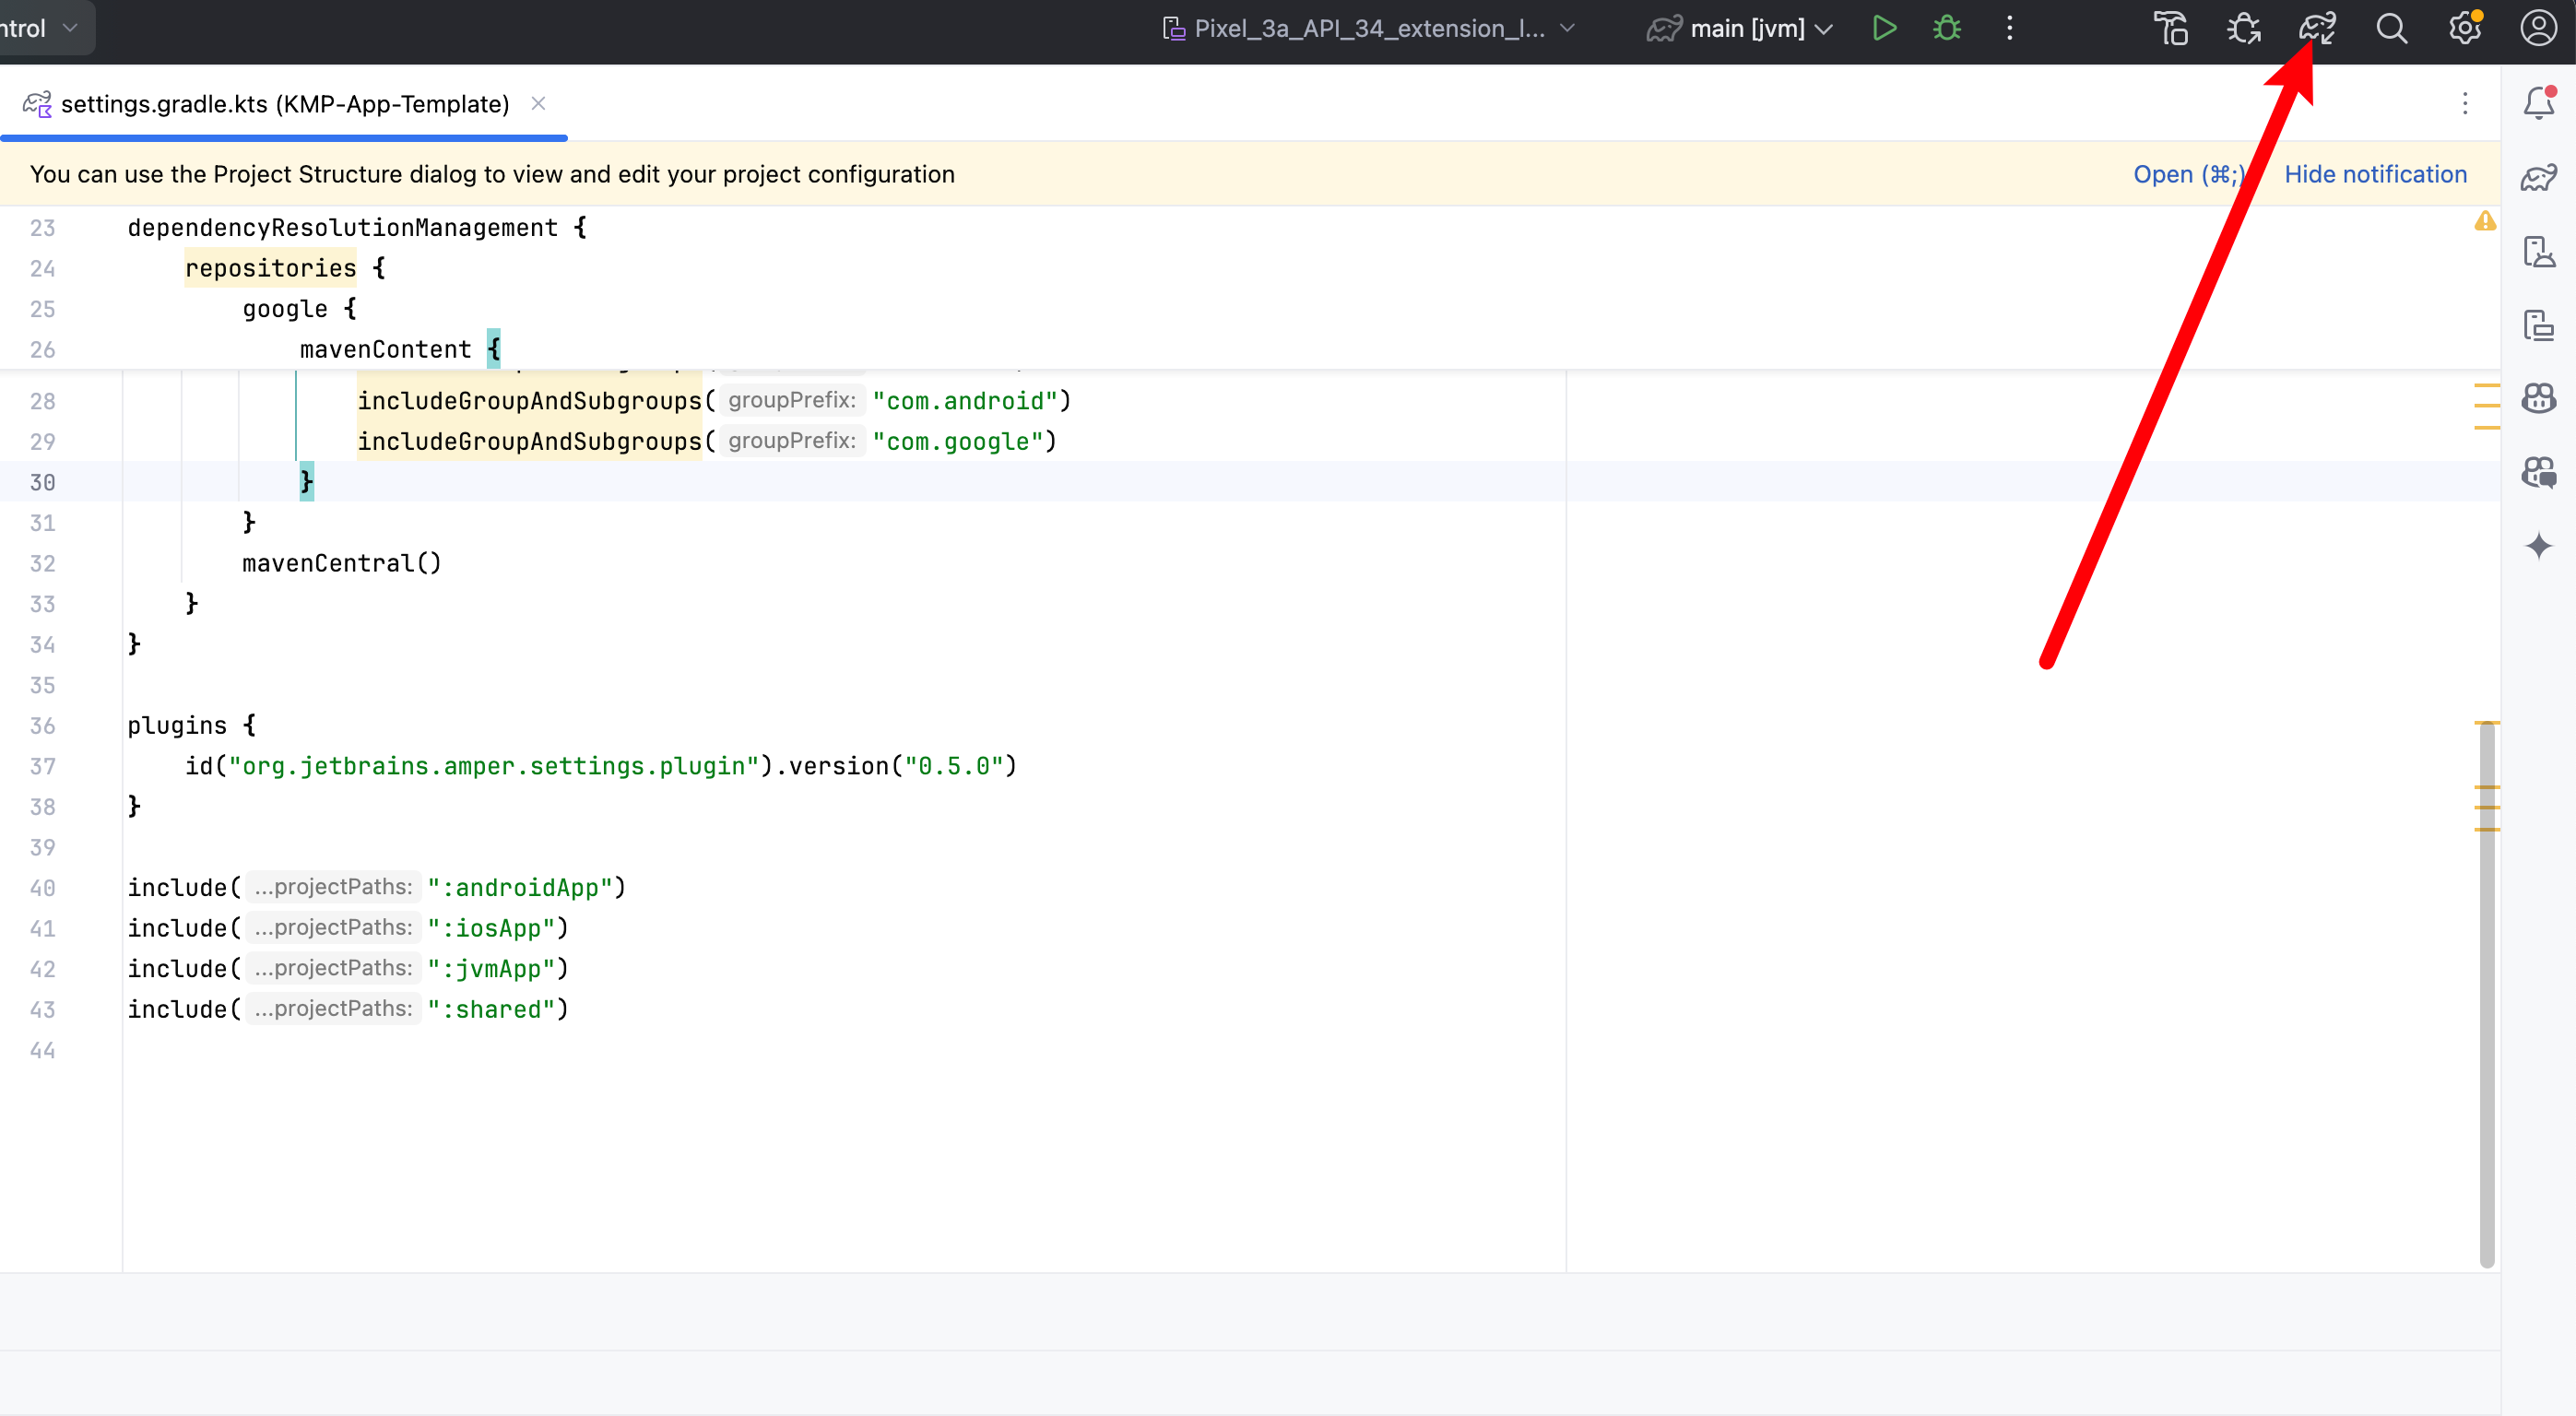 ntrol
Pixel_3a_API_34_extension_l...
main [jvm]
settings.gradle.kts (KMP-App-Template)
You can use the Project Structure dialog to view and edit your project configuration
Open (⌘;)
Hide notification
23 dependencyResolutionManagement {
24 repositories {
25 google {
26 mavenContent {
28 includeGroupAndSubgroups( groupPrefix: "com.android")
29 includeGroupAndSubgroups( groupPrefix: "com.google")
30 }
31 }
32 mavenCentral()
33 }
34 }
35
36 plugins {
37 id("org.jetbrains.amper.settings.plugin").version("0.5.0")
38 }
39
40 include( ...projectPaths: ":androidApp")
41 include( ...projectPaths: ":iosApp")
42 include( ...projectPaths: ":jvmApp")
43 include( ...projectPaths: ":shared")
44